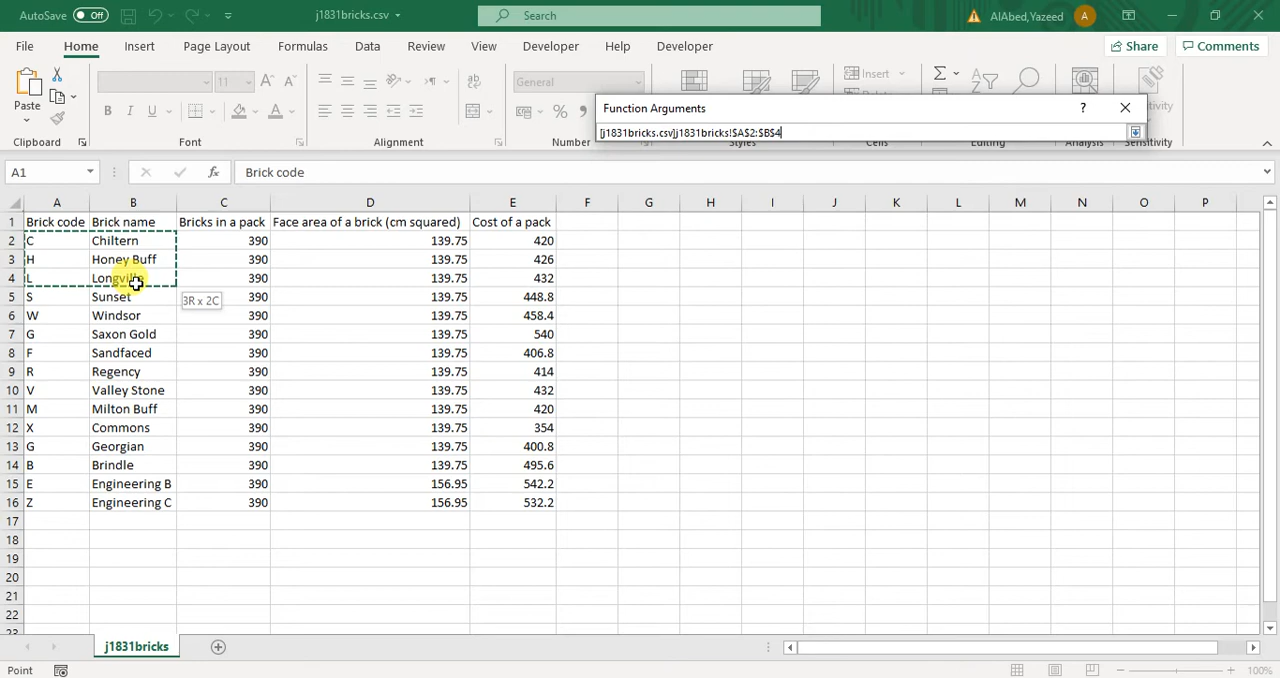 AutoSave Off j1831bricks.csv Search AlAbed,Yazeed A
File Home Insert Page Layout Formulas Data Review View Developer Help Developer Share Comments
11 General Insert
Paste B I U
Function Arguments ? ×
[j1831bricks.csv]j1831bricks!$A$2:$B$4
Clipboard Font Alignment Number Styles Cells Editing Analysis Sensitivity
A1 fx Brick code
A B C D E F G H I J K L M N O P
1 Brick code Brick name Bricks in a pack Face area of a brick (cm squared) Cost of a pack
2 C Chiltern 390 139.75 420
3 H Honey Buff 390 139.75 426
4 L Longville 390 139.75 432
5 S Sunset 390 139.75 448.8
3R x 2C
6 W Windsor 390 139.75 458.4
7 G Saxon Gold 390 139.75 540
8 F Sandfaced 390 139.75 406.8
9 R Regency 390 139.75 414
10 V Valley Stone 390 139.75 432
11 M Milton Buff 390 139.75 420
12 X Commons 390 139.75 354
13 G Georgian 390 139.75 400.8
14 B Brindle 390 139.75 495.6
15 E Engineering B 390 156.95 542.2
16 Z Engineering C 390 156.95 532.2
17
18
19
20
21
22
23
j1831bricks
Point 100%